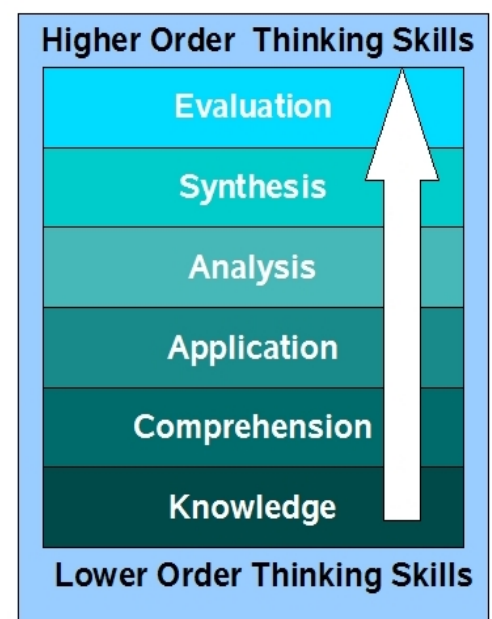 Higher Order Thinking Skills
Evaluation
Synthesis
Analysis
Application
Comprehension
Knowledge
Lower Order Thinking Skills